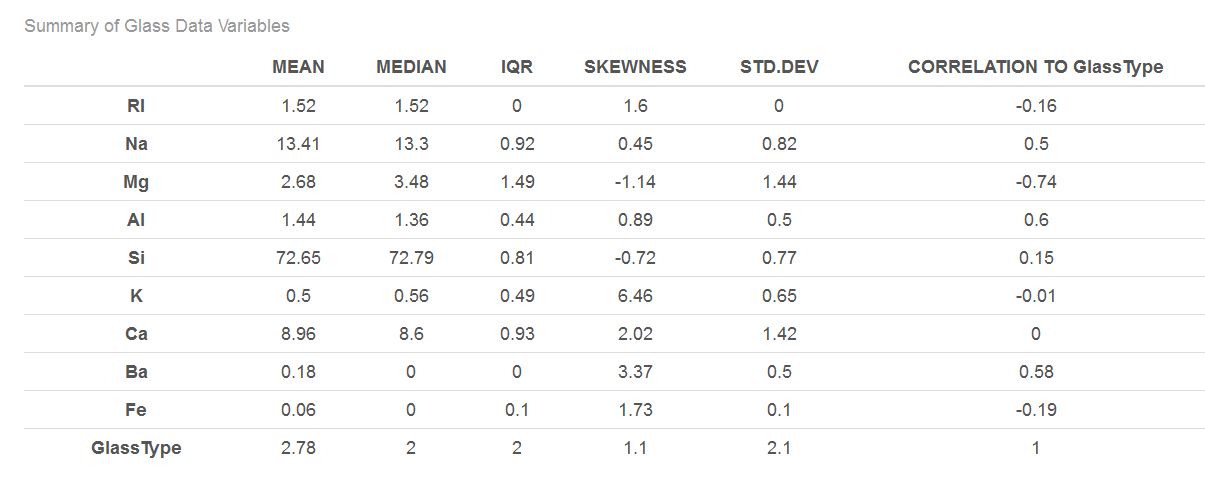 Summary of Glass Data Variables
MEAN MEDIAN IQR SKEWNESS STD.DEV CORRELATION TO GlassType
RI 1.52 1.52 0 1.6 0 -0.16
Na 13.41 13.3 0.92 0.45 0.82 0.5
Mg 2.68 3.48 1.49 -1.14 1.44 -0.74
Al 1.44 1.36 0.44 0.89 0.5 0.6
Si 72.65 72.79 0.81 -0.72 0.77 0.15
K 0.5 0.56 0.49 6.46 0.65 -0.01
Ca 8.96 8.6 0.93 2.02 1.42 0
Ba 0.18 0 0 3.37 0.5 0.58
Fe 0.06 0 0.1 1.73 0.1 -0.19
GlassType 2.78 2 2 1.1 2.1 1